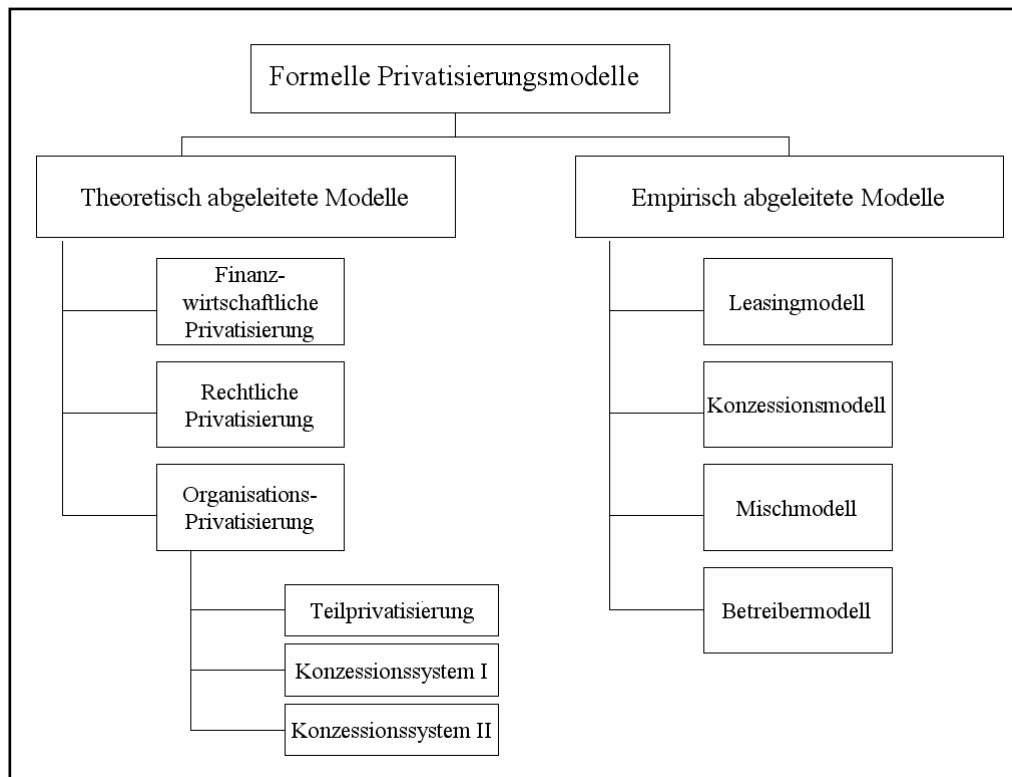 Formelle Privatisierungsmodelle
Theoretisch abgeleitete Modelle
Finanz-
wirtschaftliche
Privatisierung
Rechtliche
Privatisierung
Organisations-
Privatisierung
Teilprivatisierung
Konzessionssystem I
Konzessionssystem II
Empirisch abgeleitete Modelle
Leasingmodell
Konzessionsmodell
Mischmodell
Betreibermodell